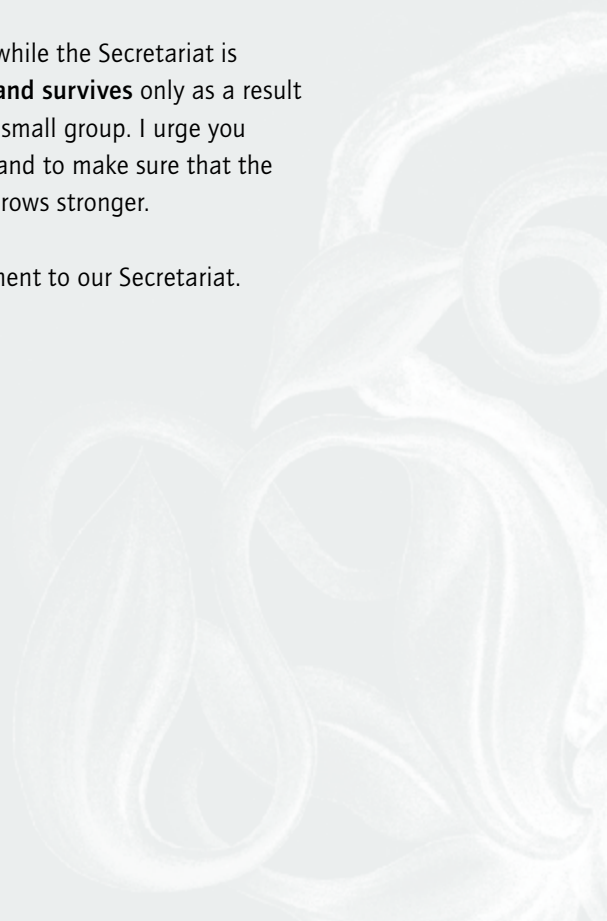 while the Secretariat is
and survives only as a result
small group. I urge you
and to make sure that the
rows stronger.
to our Secretariat.